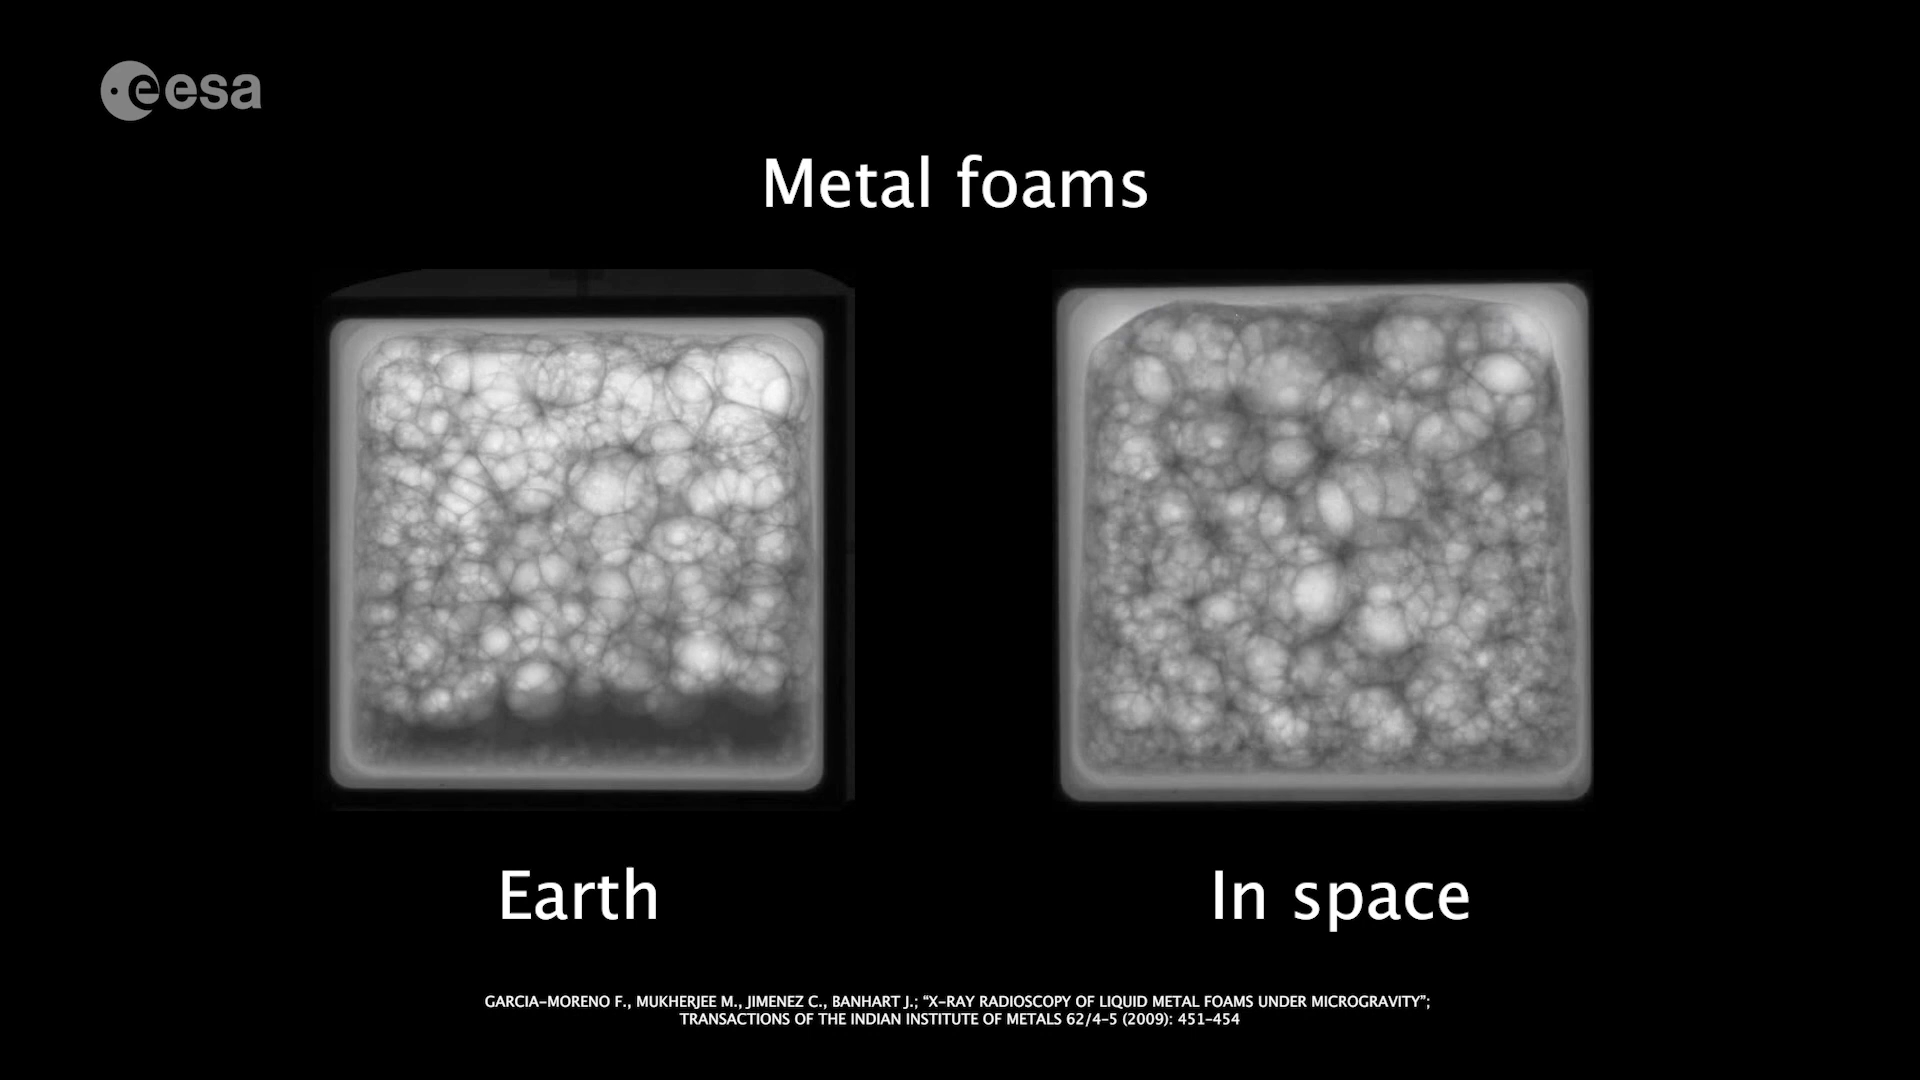 eesa
Metal foams
Earth
In space
GARCIA-MORENO F., MUKHERJEE M., JIMENEZ C., BANHART J.; “X-RAY RADIOSCOPY OF LIQUID METAL FOAMS UNDER MICROGRAVITY”;
TRANSACTIONS OF THE INDIAN INSTITUTE OF METALS 62/4-5 (2009): 451-454